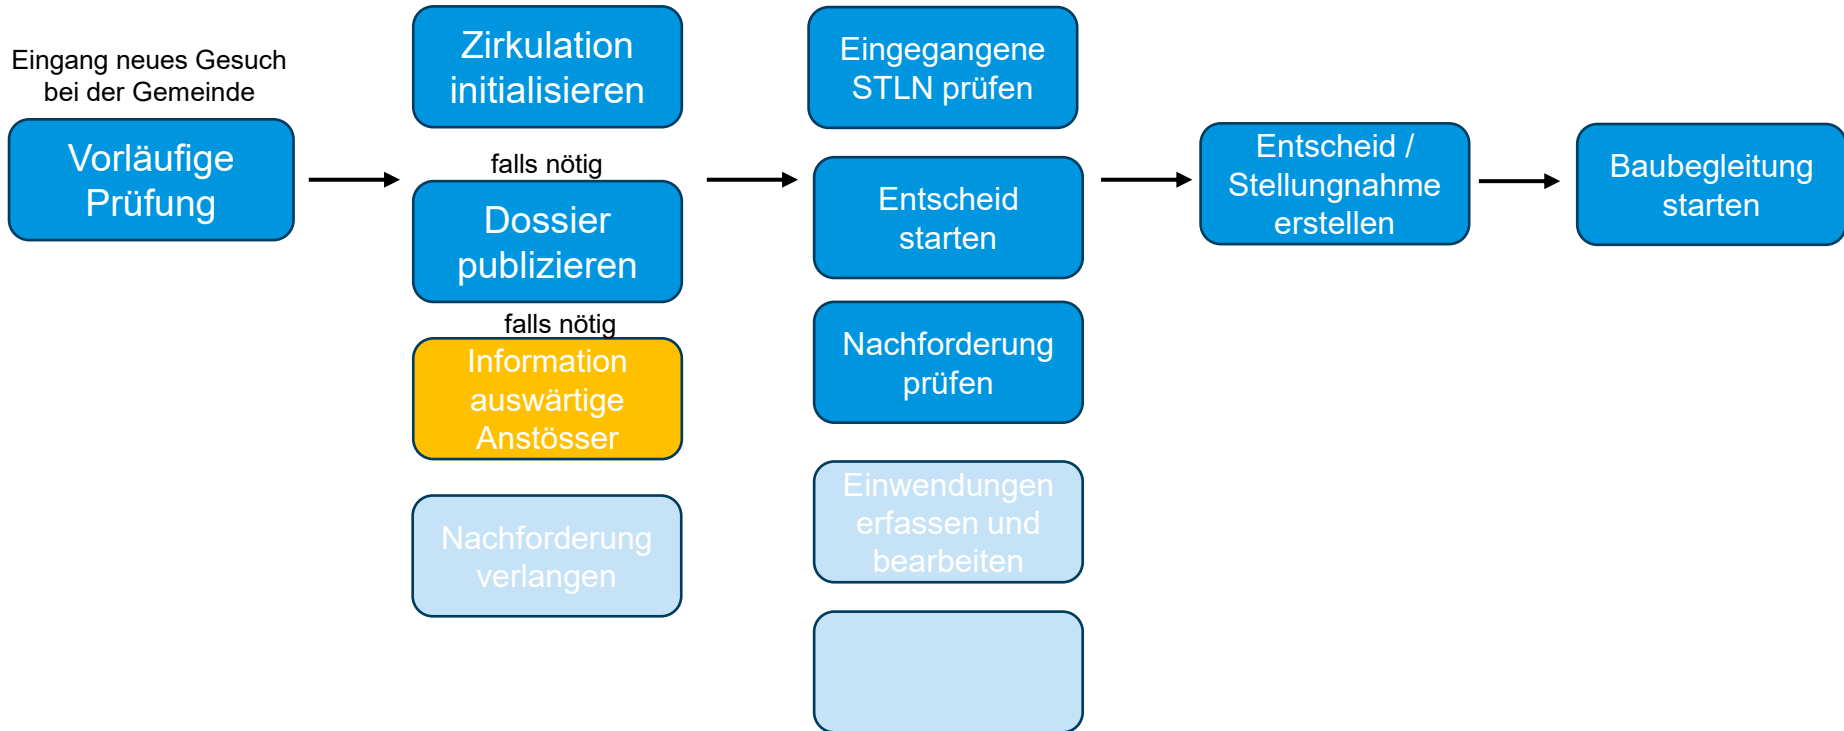 Eingang neues Gesuch
bei der Gemeinde
Vorläufige
Prüfung
Zirkulation
initialisieren
falls nötig
Dossier
publizieren
falls nötig
Information
auswärtige
Anstösser
Nachforderung
verlangen
Eingegangene
STLN prüfen
Entscheid
starten
Nachforderung
prüfen
Einwendungen
erfassen und
bearbeiten
Entscheid /
Stellungnahme
erstellen
Baubegleitung
starten